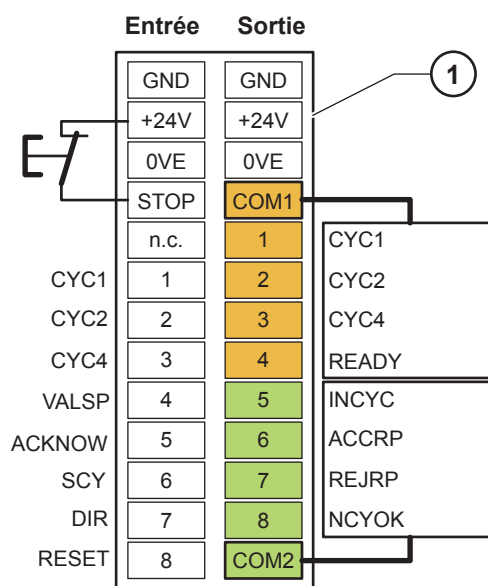 Entrée Sortie
GND GND
1
+24V +24V
0VE 0VE
STOP COM1
n.c. 1 CYC1
CYC1 1 2 CYC2
CYC2 2 3 CYC4
CYC4 3 4 READY
VALSP 4 5 INCYC
ACKNOW 5 6 ACCRP
SCY 6 7 REJRP
DIR 7 8 NCYOK
RESET 8 COM2